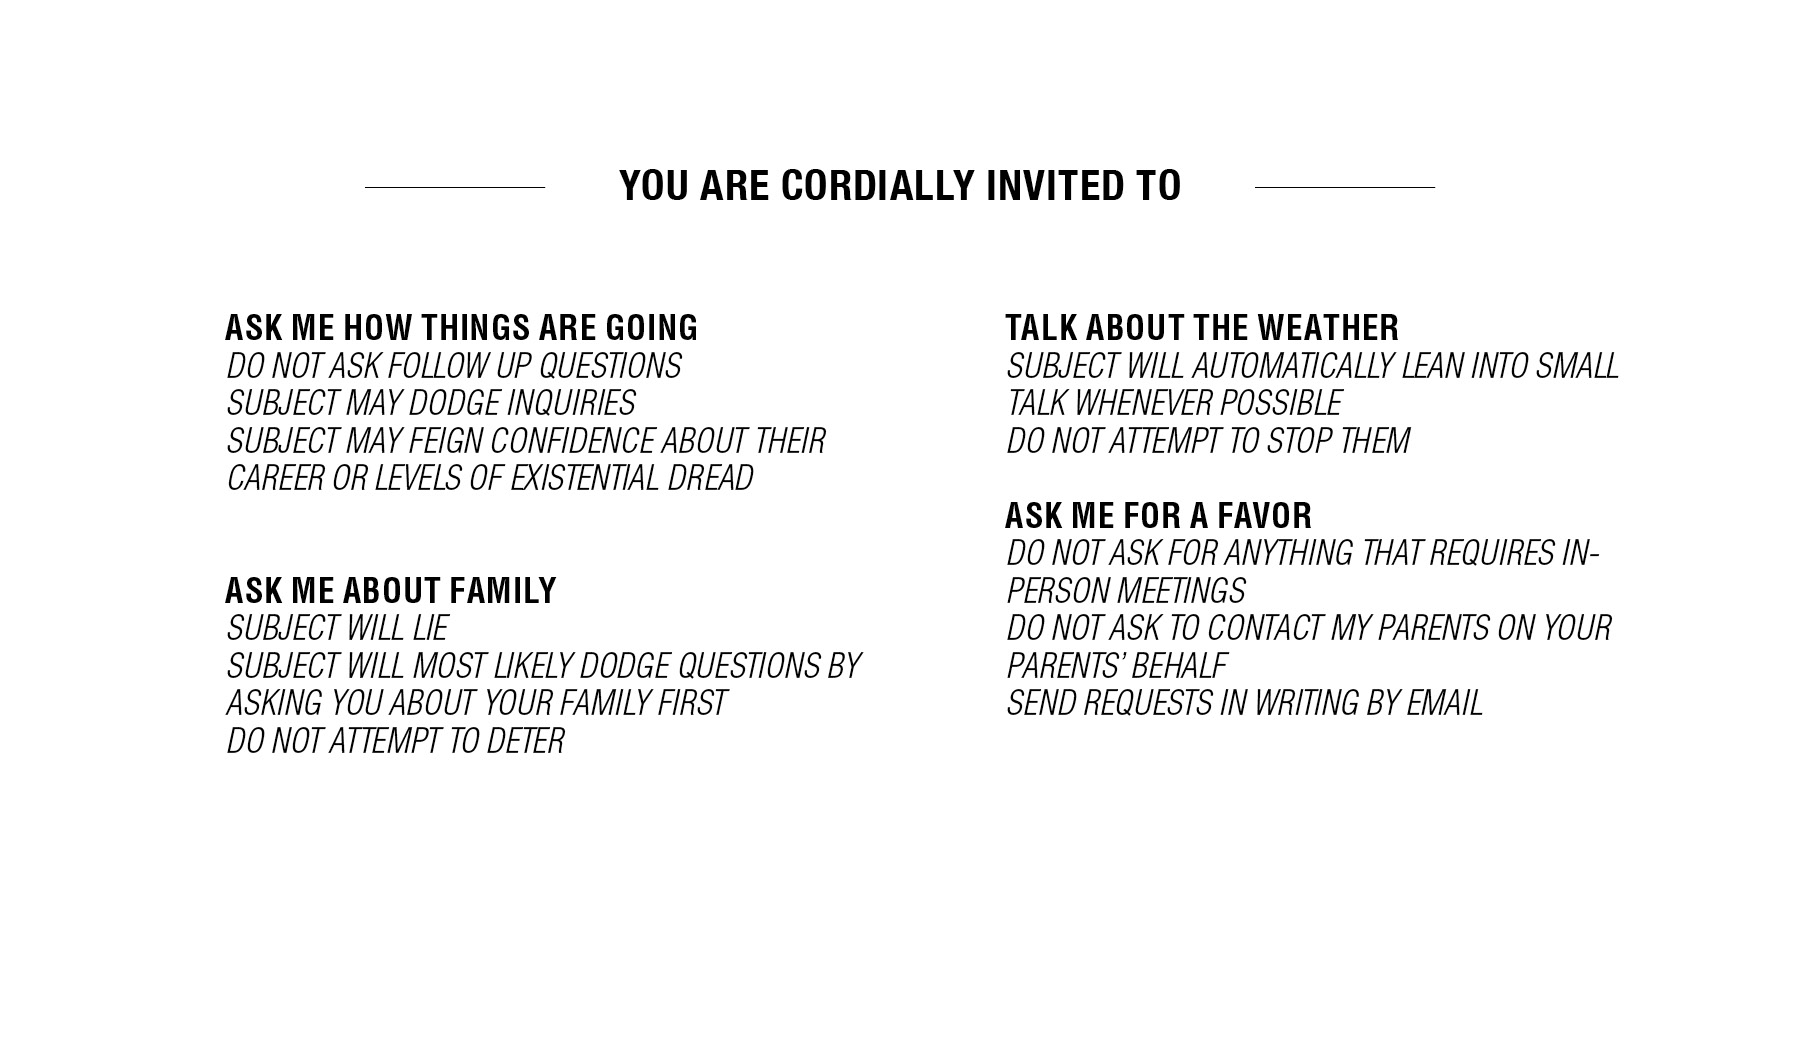 YOU ARE CORDIALLY INVITED TO
ASK ME HOW THINGS ARE GOING
DO NOT ASK FOLLOW UP QUESTIONS
SUBJECT MAY DODGE INQUIRIES
SUBJECT MAY FEIGN CONFIDENCE ABOUT THEIR
CAREER OR LEVELS OF EXISTENTIAL DREAD
ASK ME ABOUT FAMILY
SUBJECT WILL LIE
SUBJECT WILL MOST LIKELY DODGE QUESTIONS BY
ASKING YOU ABOUT YOUR FAMILY FIRST
DO NOT ATTEMPT TO DETER
TALK ABOUT THE WEATHER
SUBJECT WILL AUTOMATICALLY LEAN INTO SMALL
TALK WHENEVER POSSIBLE
DO NOT ATTEMPT TO STOP THEM
ASK ME FOR A FAVOR
DO NOT ASK FOR ANYTHING THAT REQUIRES IN-
PERSON MEETINGS
DO NOT ASK TO CONTACT MY PARENTS ON YOUR
PARENTS’ BEHALF
SEND REQUESTS IN WRITING BY EMAIL